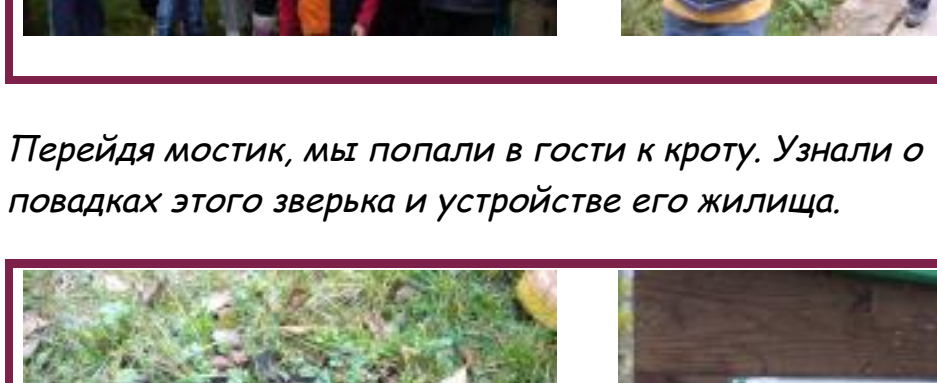 Перейдя мостик, мы попали в гости к кроту. Узнали о
повадках этого зверька и устройстве его жилища.